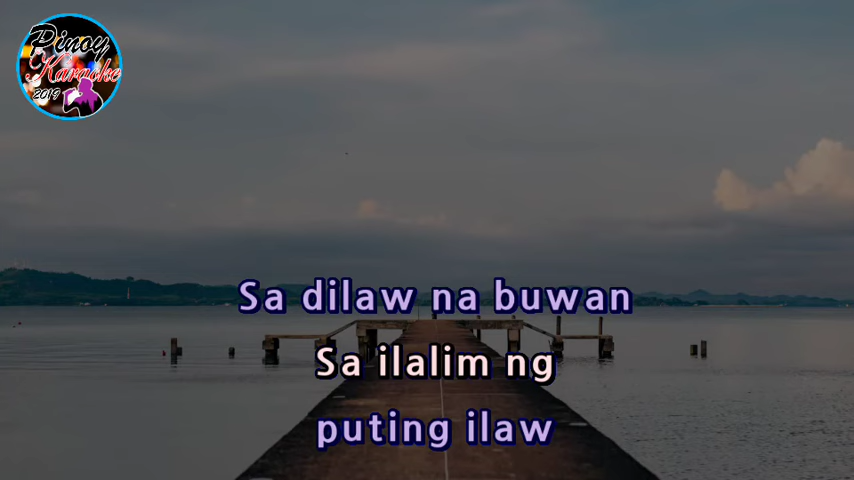 Pinoy
Karaoke
2019
Sa dilaw na buwan
Sa ilalim ng
puting ilaw